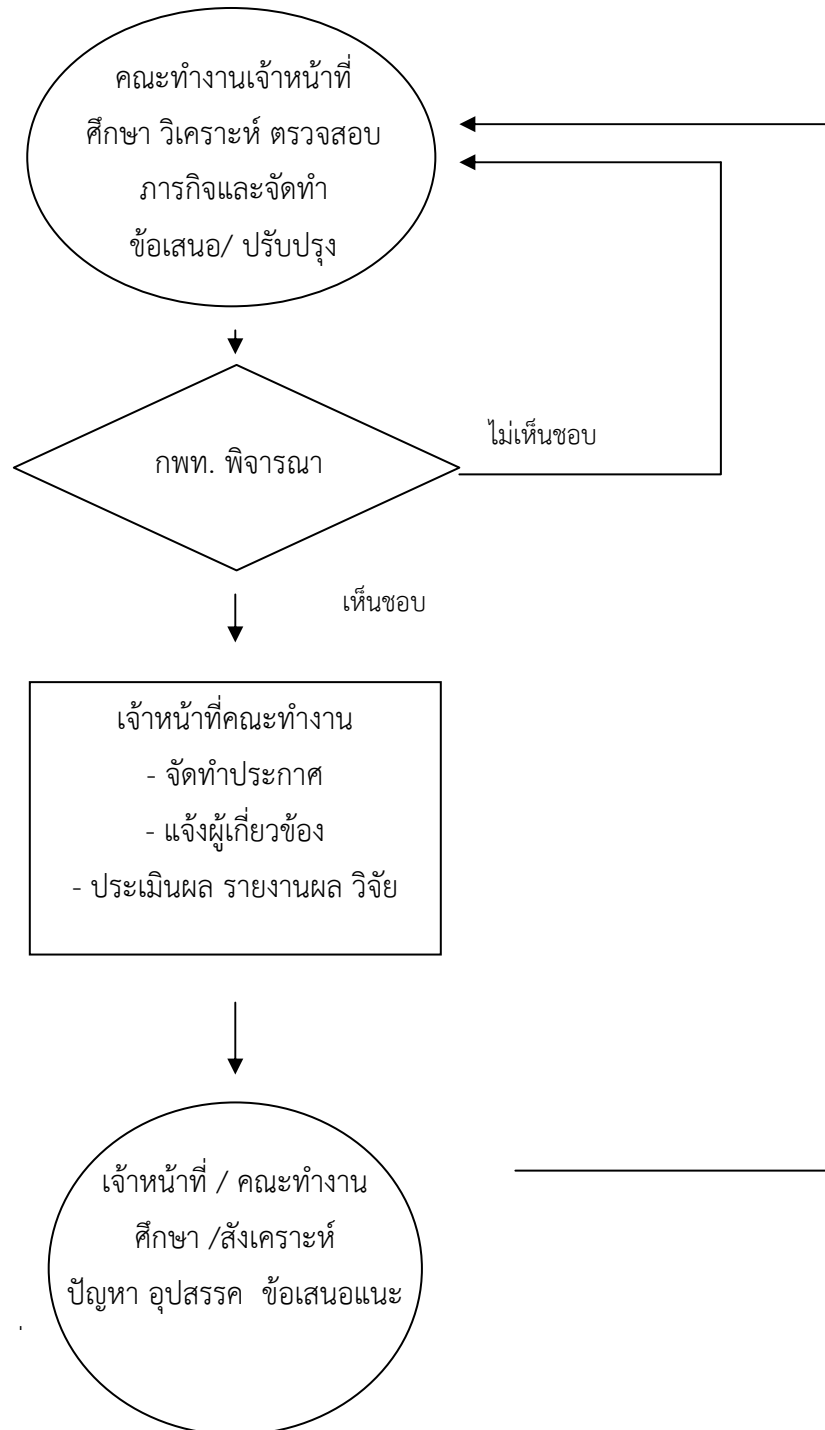 คณะทำงานเจ้าหน้าที่
ศึกษา วิเคราะห์ ตรวจสอบ
ภารกิจและจัดทำ
ข้อเสนอ/ ปรับปรุง
กพท. พิจารณา
ไม่เห็นชอบ
เห็นชอบ
เจ้าหน้าที่คณะทำงาน
- จัดทำประกาศ
- แจ้งผู้เกี่ยวข้อง
- ประเมินผล รายงานผล วิจัย
เจ้าหน้าที่ / คณะทำงาน
ศึกษา /สังเคราะห์
ปัญหา อุปสรรค ข้อเสนอแนะ